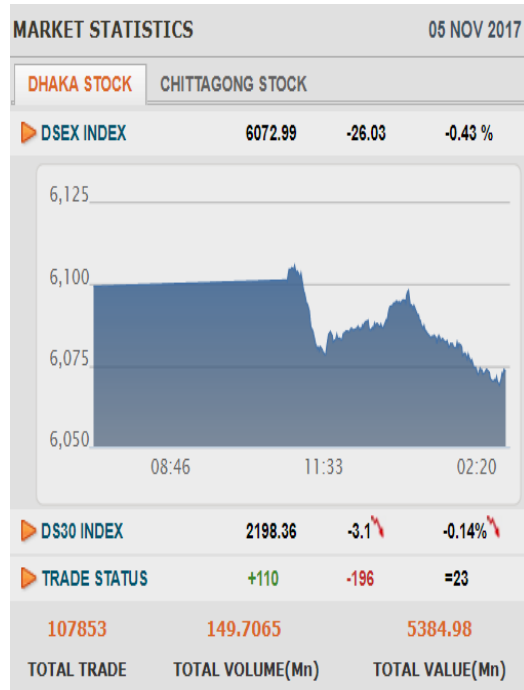 MARKET STATISTICS 05 NOV 2017
DHAKA STOCK CHITTAGONG STOCK
DSEX INDEX 6072.99 -26.03 -0.43 %
6,125
6,100
6,075
6,050
08:46 11:33 02:20
DS30 INDEX 2198.36 -3.1 -0.14%
TRADE STATUS +110 -196 =23
107853 149.7065 5384.98
TOTAL TRADE TOTAL VOLUME(Mn) TOTAL VALUE(Mn)